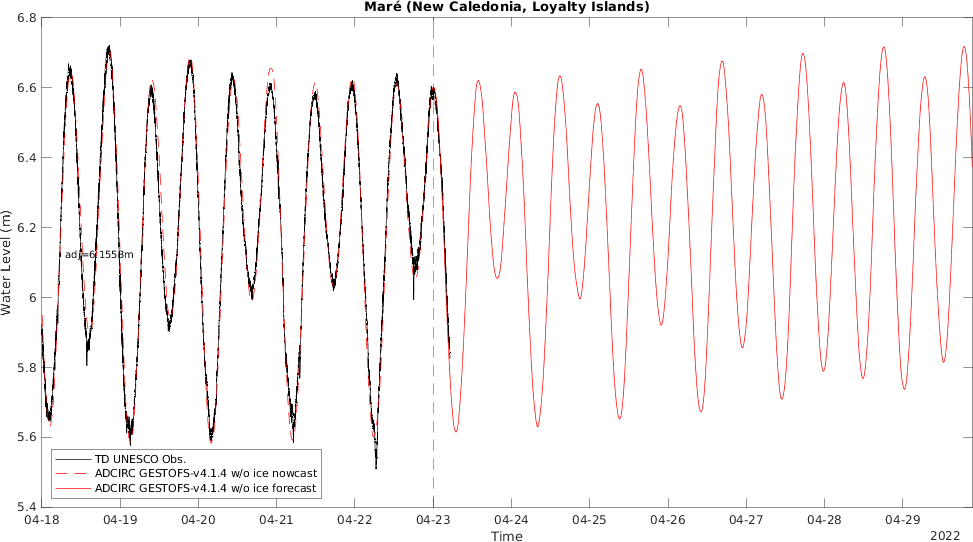 Maré (New Caledonia, Loyalty Islands)
6.8
6.6
6.4
6.2
6
5.8
5.6
5.4
Water Level (m)
adj=6.1558m
TD UNESCO Obs.
ADCIRC GESTOFS-v4.1.4 w/o ice nowcast
ADCIRC GESTOFS-v4.1.4 w/o ice forecast
04-18 04-19 04-20 04-21 04-22 04-23 04-24 04-25 04-26 04-27 04-28 04-29
Time
2022